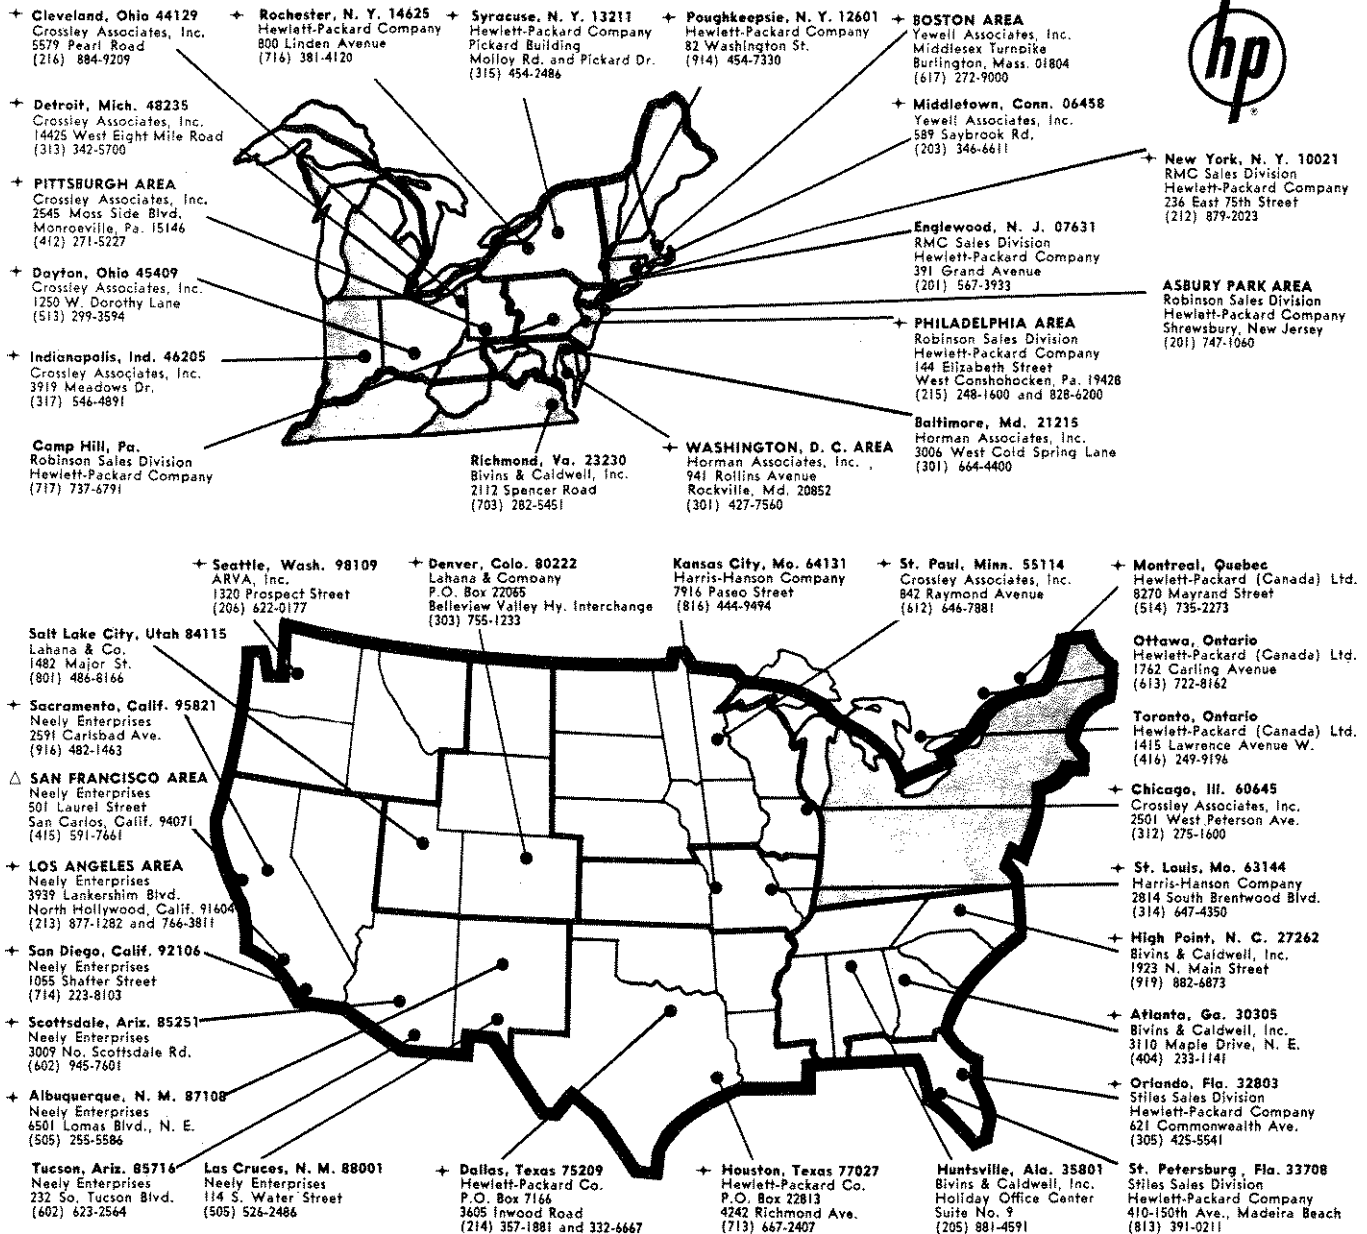 ✦ Cleveland, Ohio 44129
Crossley Associates, Inc.
5579 Pearl Road
(216) 884-9209
✦ Rochester, N. Y. 14625
Hewlett-Packard Company
800 Linden Avenue
(716) 381-4120
✦ Syracuse, N. Y. 13211
Hewlett-Packard Company
Pickard Building
Molloy Rd. and Pickard Dr.
(315) 454-2486
✦ Poughkeepsie, N. Y. 12601
Hewlett-Packard Company
82 Washington St.
(914) 454-7330
✦ BOSTON AREA
Yewell Associates, Inc.
Middlesex Turnpike
Burlington, Mass. 01804
(617) 272-9000
hp
®
✦ Detroit, Mich. 48235
Crossley Associates, Inc.
14425 West Eight Mile Road
(313) 342-5700
✦ Middletown, Conn. 06458
Yewell Associates, Inc.
589 Saybrook Rd.
(203) 346-6611
✦ New York, N. Y. 10021
RMC Sales Division
Hewlett-Packard Company
236 East 75th Street
(212) 879-2023
✦ PITTSBURGH AREA
Crossley Associates, Inc.
2545 Moss Side Blvd.
Monroeville, Pa. 15146
(412) 271-5227
Englewood, N. J. 07631
RMC Sales Division
Hewlett-Packard Company
391 Grand Avenue
(201) 567-3933
✦ Dayton, Ohio 45409
Crossley Associates, Inc.
1250 W. Dorothy Lane
(513) 299-3594
ASBURY PARK AREA
Robinson Sales Division
Hewlett-Packard Company
Shrewsbury, New Jersey
(201) 747-1060
✦ PHILADELPHIA AREA
Robinson Sales Division
Hewlett-Packard Company
144 Elizabeth Street
West Conshohocken, Pa. 19428
(215) 248-1600 and 828-6200
✦ Indianapolis, Ind. 46205
Crossley Associates, Inc.
3919 Meadows Dr.
(317) 546-4891
Baltimore, Md. 21215
Horman Associates, Inc.
3006 West Cold Spring Lane
(301) 664-4400
Camp Hill, Pa.
Robinson Sales Division
Hewlett-Packard Company
(717) 737-6791
Richmond, Va. 23230
Bivins & Caldwell, Inc.
2112 Spencer Road
(703) 282-5451
✦ WASHINGTON, D. C. AREA
Horman Associates, Inc.
941 Rollins Avenue
Rockville, Md. 20852
(301) 427-7560
✦ Seattle, Wash. 98109
ARVA, Inc.
1320 Prospect Street
(206) 622-0177
✦ Denver, Colo. 80222
Lahana & Company
P.O. Box 22065
Belleview Valley Hy. Interchange
(303) 755-1233
Kansas City, Mo. 64131
Harris-Hanson Company
7916 Paseo Street
(816) 444-9494
✦ St. Paul, Minn. 55114
Crossley Associates, Inc.
842 Raymond Avenue
(612) 646-7881
✦ Montreal, Quebec
Hewlett-Packard (Canada) Ltd.
8270 Mayrand Street
(514) 735-2273
Salt Lake City, Utah 84115
Lahana & Co.
1482 Major St.
(801) 486-8166
Ottawa, Ontario
Hewlett-Packard (Canada) Ltd.
1762 Carling Avenue
(613) 722-8162
✦ Sacramento, Calif. 95821
Neely Enterprises
2591 Carlsbad Ave.
(916) 482-1463
Toronto, Ontario
Hewlett-Packard (Canada) Ltd.
1415 Lawrence Avenue W.
(416) 249-9196
△ SAN FRANCISCO AREA
Neely Enterprises
501 Laurel Street
San Carlos, Calif. 94071
(415) 591-7661
✦ Chicago, Ill. 60645
Crossley Associates, Inc.
2501 West Peterson Ave.
(312) 275-1600
✦ LOS ANGELES AREA
Neely Enterprises
3939 Lankershim Blvd.
North Hollywood, Calif. 91604
(213) 877-1282 and 766-3811
✦ St. Louis, Mo. 63144
Harris-Hanson Company
2814 South Brentwood Blvd.
(314) 647-4350
✦ San Diego, Calif. 92106
Neely Enterprises
1055 Shafter Street
(714) 223-8103
✦ High Point, N. C. 27262
Bivins & Caldwell, Inc.
1923 N. Main Street
(919) 882-6873
✦ Scottsdale, Ariz. 85251
Neely Enterprises
3009 No. Scottsdale Rd.
(602) 945-7601
✦ Atlanta, Ga. 30305
Bivins & Caldwell, Inc.
3110 Maple Drive, N. E.
(404) 233-1141
✦ Albuquerque, N. M. 87108
Neely Enterprises
6501 Lomas Blvd., N. E.
(505) 255-5586
✦ Orlando, Fla. 32803
Stiles Sales Division
Hewlett-Packard Company
621 Commonwealth Ave.
(305) 425-5541
Tucson, Ariz. 85716
Neely Enterprises
232 So. Tucson Blvd.
(602) 623-2564
Las Cruces, N. M. 88001
Neely Enterprises
114 S. Water Street
(505) 526-2486
✦ Dallas, Texas 75209
Hewlett-Packard Co.
P.O. Box 7166
3605 Inwood Road
(214) 357-1881 and 332-6667
✦ Houston, Texas 77027
Hewlett-Packard Co.
P.O. Box 22813
4242 Richmond Ave.
(713) 667-2407
Huntsville, Ala. 35801
Bivins & Caldwell, Inc.
Holiday Office Center
Suite No. 9
(205) 881-4591
St. Petersburg, Fla. 33708
Stiles Sales Division
Hewlett-Packard Company
410-150th Ave., Madeira Beach
(813) 391-0211